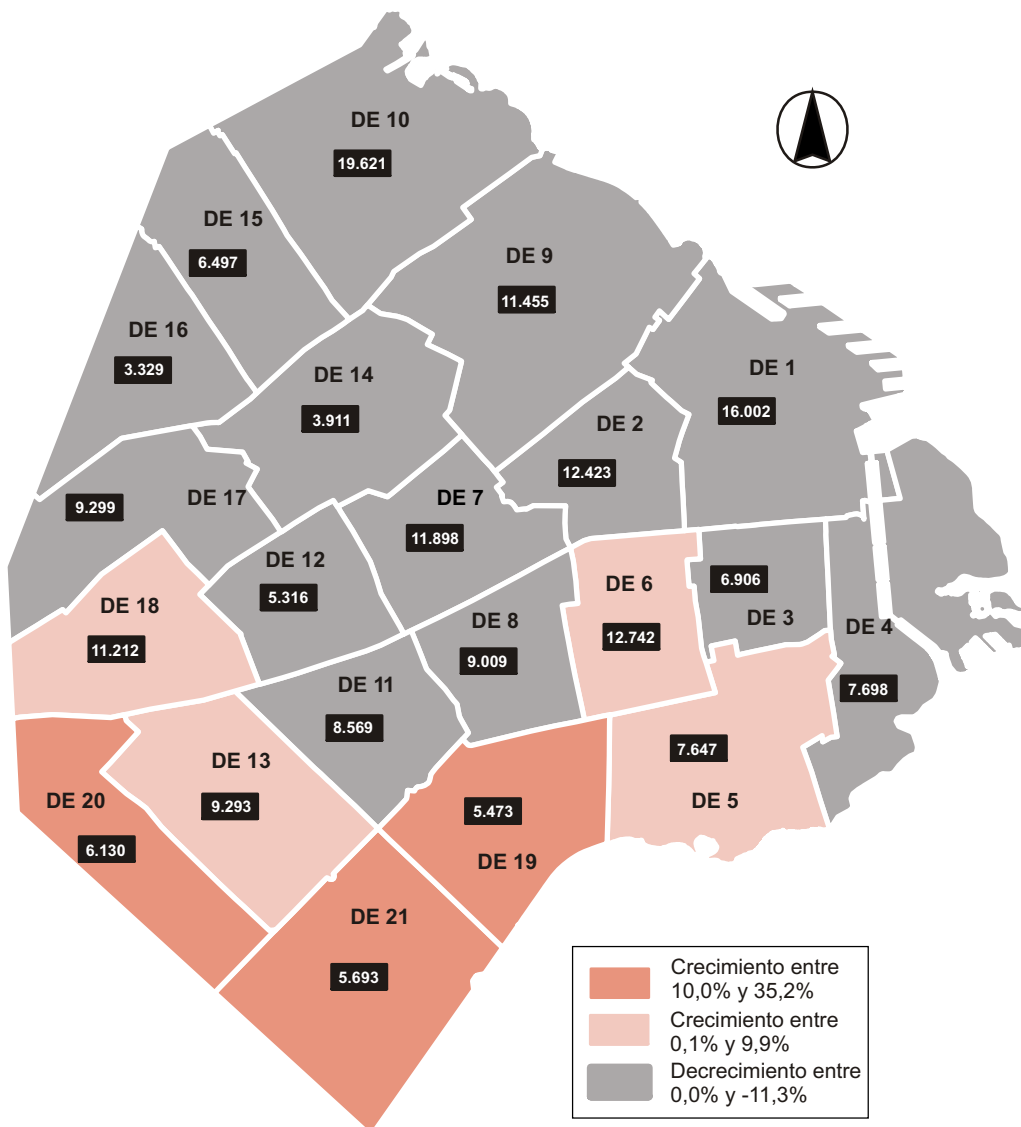 DE 10
19.621
DE 15
6.497
DE 9
11.455
DE 16
3.329
DE 14
3.911
DE 1
16.002
DE 2
12.423
DE 17
9.299
DE 7
11.898
DE 12
5.316
DE 6
12.742
6.906
DE 3
DE 18
11.212
DE 8
9.009
DE 4
7.698
DE 11
8.569
DE 13
9.293
7.647
DE 5
DE 20
6.130
5.473
DE 19
DE 21
5.693
Crecimiento entre
10,0% y 35,2%
Crecimiento entre
0,1% y 9,9%
Decrecimiento entre
0,0% y -11,3%